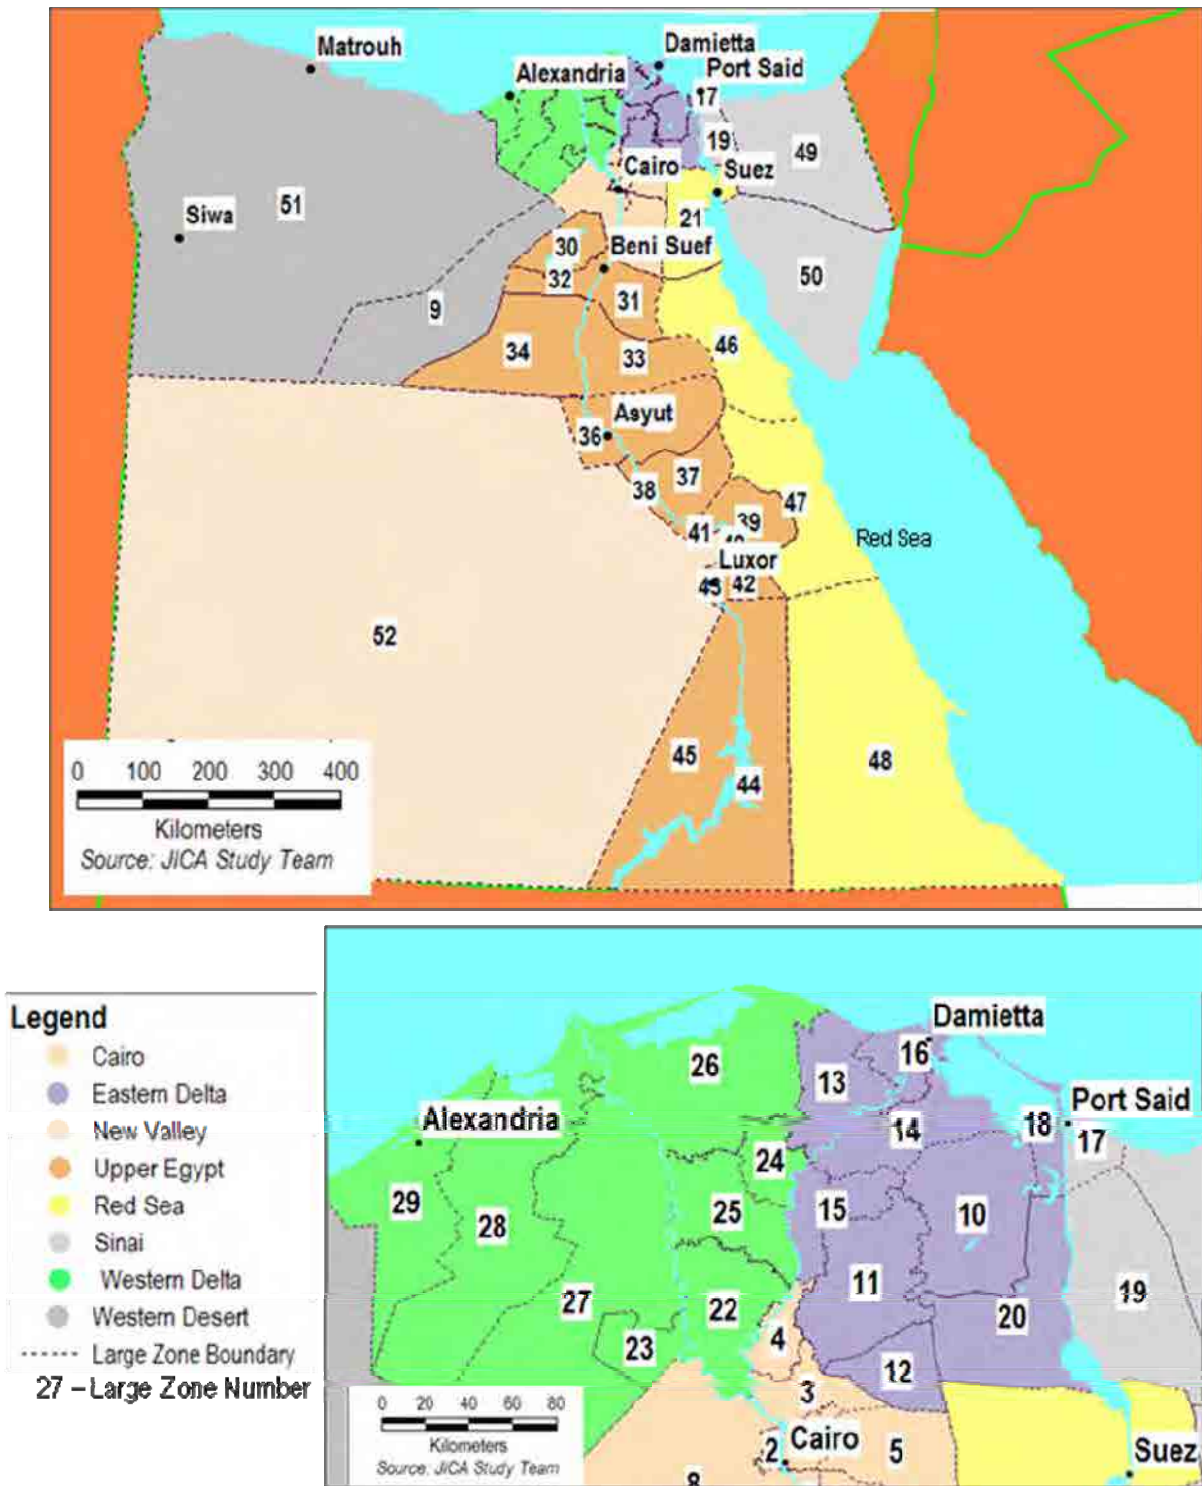 Matrouh
Damietta
Alexandria
Port Said
17
19
49
Cairo
Suez
51
Siwa
21
30
Beni Suef
32
50
9
31
46
34
33
Asyut
36
37
38
47
39
41
Red Sea
Luxor
43
42
52
45
48
44
0 100 200 300 400
Kilometers
Source: JICA Study Team
Legend
Cairo
Eastern Delta
New Valley
Upper Egypt
Red Sea
Sinai
Western Delta
Western Desert
Large Zone Boundary
27 – Large Zone Number
Damietta
16
26
13
Port Said
Alexandria
18
14
17
24
29
15
25
10
28
11
19
27
22
20
4
23
12
3
0 20 40 60 80
Kilometers
Source: JICA Study Team
2
Cairo
5
Suez
8